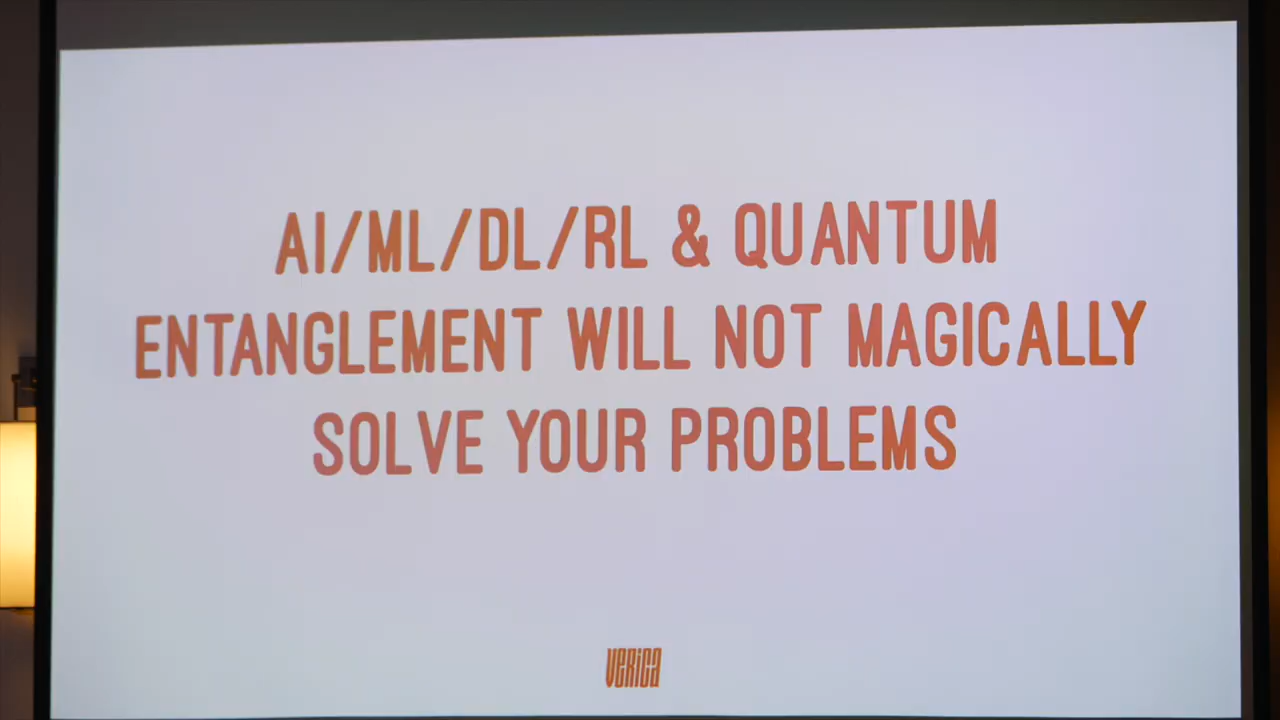 AI/ML/DL/RL & QUANTUM
ENTANGLEMENT WILL NOT MAGICALLY
SOLVE YOUR PROBLEMS
VERICA